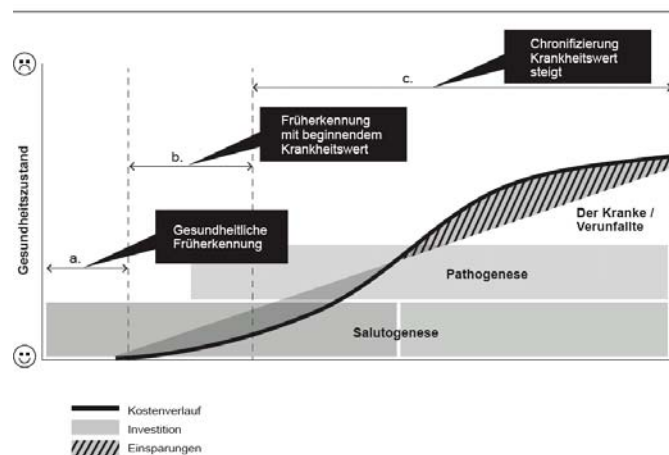 Chronifizierung
Krankheitswert
steigt
c.
Früherkennung
mit beginnendem
Krankheitswert
b.
Gesundheitliche
Früherkennung
a.
Gesundheitszustand
Der Kranke /
Verunfallte
Pathogenese
Salutogenese
Kostenverlauf
Investition
Einsparungen